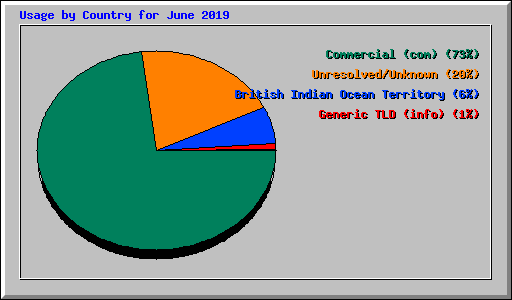 Usage by Country for June 2019
Commercial (com) (73%)
Unresolved/Unknown (20%)
British Indian Ocean Territory (6%)
Generic TLD (info) (1%)